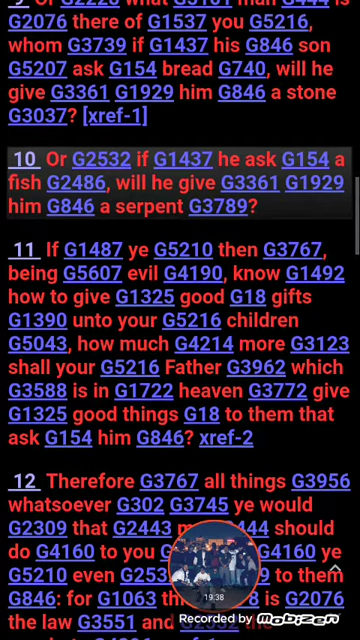 G2076 there of G1537 you G5216,
whom G3739 if G1437 his G846 son
G5207 ask G154 bread G740, will he
give G3361 G1929 him G846 a stone
G3037? [xref-1]
10 Or G2532 if G1437 he ask G154 a
fish G2486, will he give G3361 G1929
him G846 a serpent G3789?
11 If G1487 ye G5210 then G3767,
being G5607 evil G4190, know G1492
how to give G1325 good G18 gifts
G1390 unto your G5216 children
G5043, how much G4214 more G3123
shall your G5216 Father G3962 which
G3588 is in G1722 heaven G3772 give
G1325 good things G18 to them that
ask G154 him G846? xref-2
12 Therefore G3767 all things G3956
whatsoever G302 G3745 ye would
G2309 that G2443 should
do G4160 to you G4160 ye
G5210 even to them
G846: for G1063 is G2076
the law G3551 and
19:38
Recorded by Mobizen